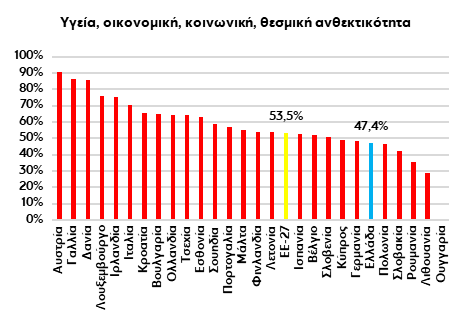 Υγεία, οικονομική, κοινωνική, θεσμική ανθεκτικότητα
100%
90%
80%
70%
60%
50%
40%
30%
20%
10%
0%
53,5%
47,4%
Αυστρία
Γαλλία
Δανία
Λουξεμβούργο
Ιρλανδία
Ιταλία
Κροατία
Βουλγαρία
Ολλανδία
Τσεχία
Εσθονία
Σουηδία
Πορτογαλία
Μάλτα
Φινλανδία
Λετονία
ΕΕ-27
Ισπανία
Βέλγιο
Σλοβενία
Κύπρος
Γερμανία
Ελλάδα
Πολωνία
Σλοβακία
Ρουμανία
Λιθουανία
Ουγγαρία